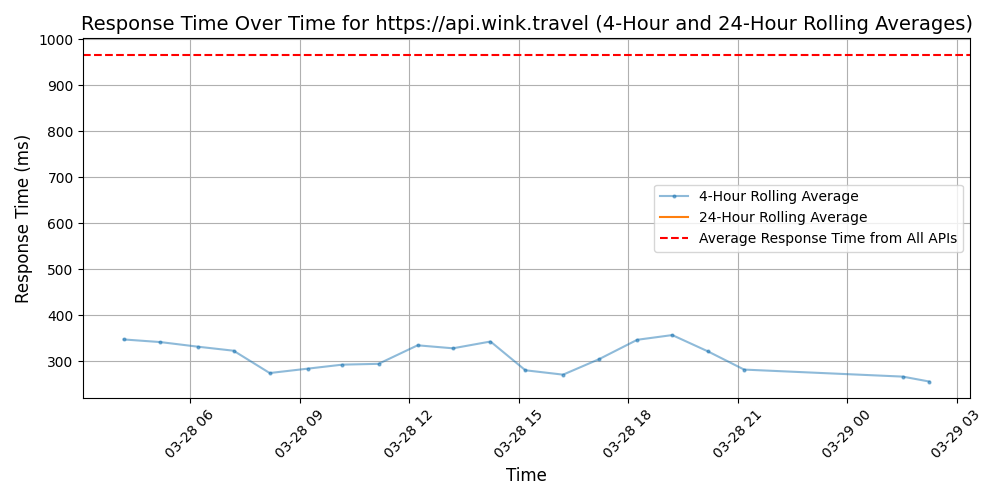 Response Time Over Time for https://api.wink.travel (4-Hour and 24-Hour Rolling Averages)
Response Time (ms)
1000
900
800
700
600
500
400
300
4-Hour Rolling Average
24-Hour Rolling Average
Average Response Time from All APIs
03-28 06
03-28 09
03-28 12
03-28 15
03-28 18
03-28 21
03-29 00
03-29 03
Time